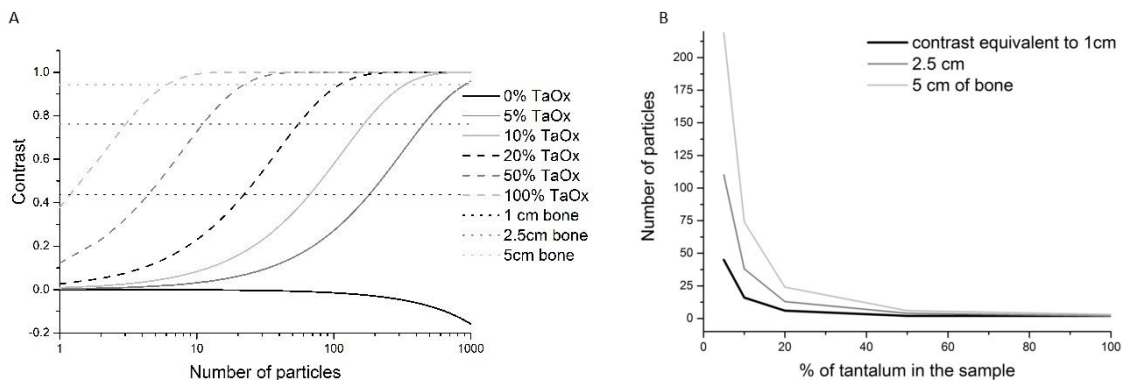 A
Contrast
1.0
0.8
0.6
0.4
0.2
0.0
-0.2
1
10
100
1000
Number of particles
0% TaOx
5% TaOx
10% TaOx
20% TaOx
50% TaOx
100% TaOx
1 cm bone
2.5cm bone
5cm bone
B
Number of particles
200
175
150
125
100
75
50
25
0
0
20
40
60
80
100
% of tantalum in the sample
contrast equivalent to 1cm
2.5 cm
5 cm of bone